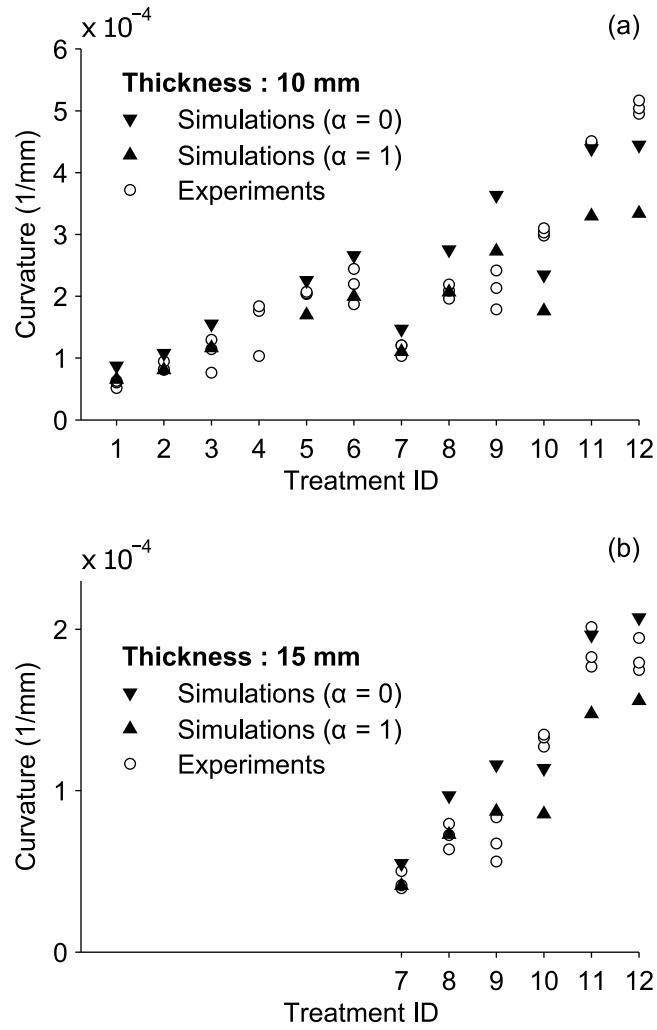 × 10⁻⁴
(a)
6
5
4
3
2
1
0
Curvature (1/mm)
Thickness : 10 mm
Simulations (α = 0)
Simulations (α = 1)
Experiments
1 2 3 4 5 6 7 8 9 10 11 12
Treatment ID
× 10⁻⁴
(b)
2
1
0
Curvature (1/mm)
Thickness : 15 mm
Simulations (α = 0)
Simulations (α = 1)
Experiments
7 8 9 10 11 12
Treatment ID